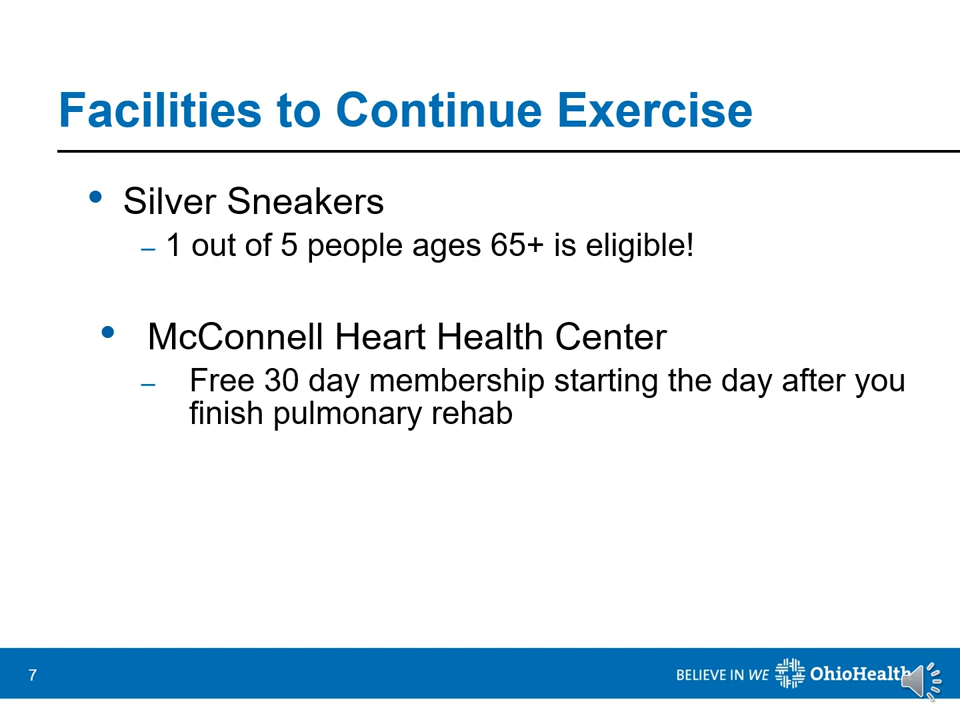 Facilities to Continue Exercise
• Silver Sneakers
– 1 out of 5 people ages 65+ is eligible!
• McConnell Heart Health Center
– Free 30 day membership starting the day after you
finish pulmonary rehab
7
BELIEVE IN WE OhioHealth